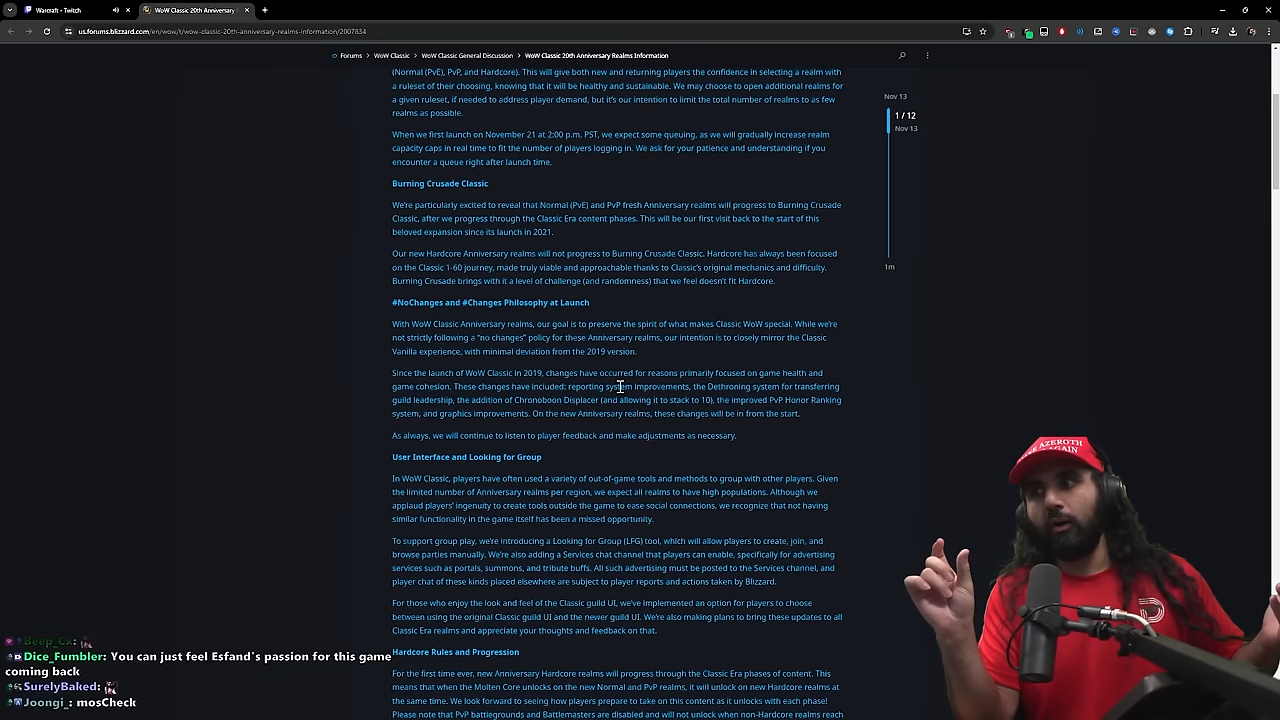 Warcraft - Twitch
WoW Classic 20th Anniversary
us.forums.blizzard.com/en/wow/t/wow-classic-20th-anniversary-realms-information/2007834
Forums > WoW Classic > WoW Classic General Discussion > WoW Classic 20th Anniversary Realms Information
(Normal (PvE), PvP, and Hardcore). This will give both new and returning players the confidence in selecting a realm with
a ruleset of their choosing, knowing that it will be healthy and sustainable. We may choose to open additional realms for
a given ruleset, if needed to address player demand, but it's our intention to limit the total number of realms to as few
realms as possible.
When we first launch on November 21 at 2:00 p.m. PST, we expect some queuing, as we will gradually increase realm
capacity caps in real time to fit the number of players logging in. We ask for your patience and understanding if you
encounter a queue right after launch time.
Burning Crusade Classic
We're particularly excited to reveal that Normal (PvE) and PvP fresh Anniversary realms will progress to Burning Crusade
Classic, after we progress through the Classic Era content phases. This will be our first visit back to the start of this
beloved expansion since its launch in 2021.
Our new Hardcore Anniversary realms will not progress to Burning Crusade Classic. Hardcore has always been focused
on the Classic 1-60 journey, made truly viable and approachable thanks to Classic's original mechanics and difficulty.
Burning Crusade brings with it a level of challenge (and randomness) that we feel doesn't fit Hardcore.
#NoChanges and #Changes Philosophy at Launch
With WoW Classic Anniversary realms, our goal is to preserve the spirit of what makes Classic WoW special. While we're
not strictly following a "no changes" policy for these Anniversary realms, our intention is to closely mirror the Classic
Vanilla experience, with minimal deviation from the 2019 version.
Since the launch of WoW Classic in 2019, changes have occurred for reasons primarily focused on game health and
game cohesion. These changes have included: reporting system improvements, the Dethroning system for transferring
guild leadership, the addition of Chronoboon Displacer (and allowing it to stack to 10), the improved PvP Honor Ranking
system, and graphics improvements. On the new Anniversary realms, these changes will be in from the start.
As always, we will continue to listen to player feedback and make adjustments as necessary.
User Interface and Looking for Group
In WoW Classic, players have often used a variety of out-of-game tools and methods to group with other players. Given
the limited number of Anniversary realms per region, we expect all realms to have high populations. Although we
applaud players' ingenuity to create tools outside the game to ease social connections, we recognize that not having
similar functionality in the game itself has been a missed opportunity.
To support group play, we're introducing a Looking for Group (LFG) tool, which will allow players to create, join, and
browse parties manually. We're also adding a Services chat channel that players can enable, specifically for advertising
services such as portals, summons, and tribute buffs. All such advertising must be posted to the Services channel, and
player chat of these kinds placed elsewhere are subject to player reports and actions taken by Blizzard.
For those who enjoy the look and feel of the Classic guild UI, we've implemented an option for players to choose
between using the original Classic guild UI and the newer guild UI. We're also making plans to bring these updates to all
Classic Era realms and appreciate your thoughts and feedback on that.
Hardcore Rules and Progression
For the first time ever, new Anniversary Hardcore realms will progress through the Classic Era phases of content. This
means that when the Molten Core unlocks on the new Normal and PvP realms, it will unlock on new Hardcore realms at
the same time. We look forward to seeing how players prepare to take on this content as it unlocks with each phase!
Please note that PvP battlegrounds and Battlemasters are disabled and will not unlock when non-Hardcore realms reach
Nov 13
1 / 12
Nov 13
1m
AZEROTH
AGAIN
Beep_Cx:
Dice_Fumbler: You can just feel Esfand's passion for this game
coming back
SurelyBaked:
Joongi_: mosCheck